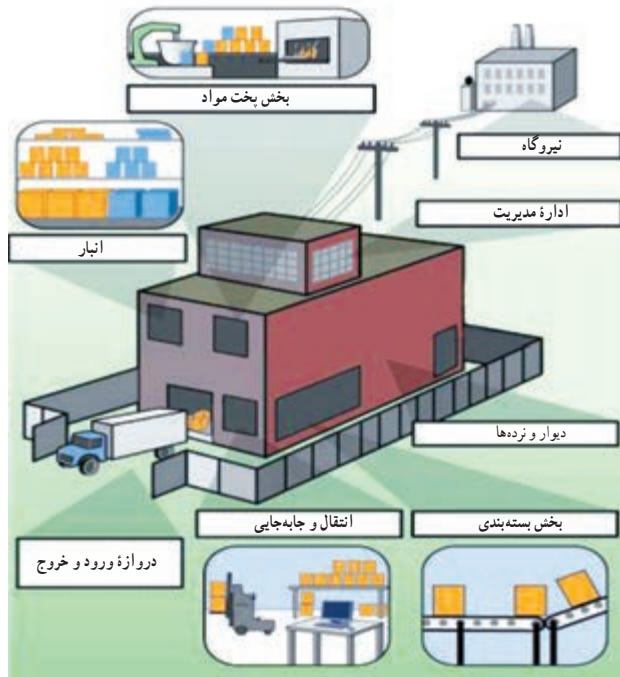 بخش پخت مواد
نیروگاه
ادارهٔ مدیریت
انبار
دیوار و نرده‌ها
بخش بسته‌بندی
انتقال و جابه‌جایی
دروازهٔ ورود و خروج